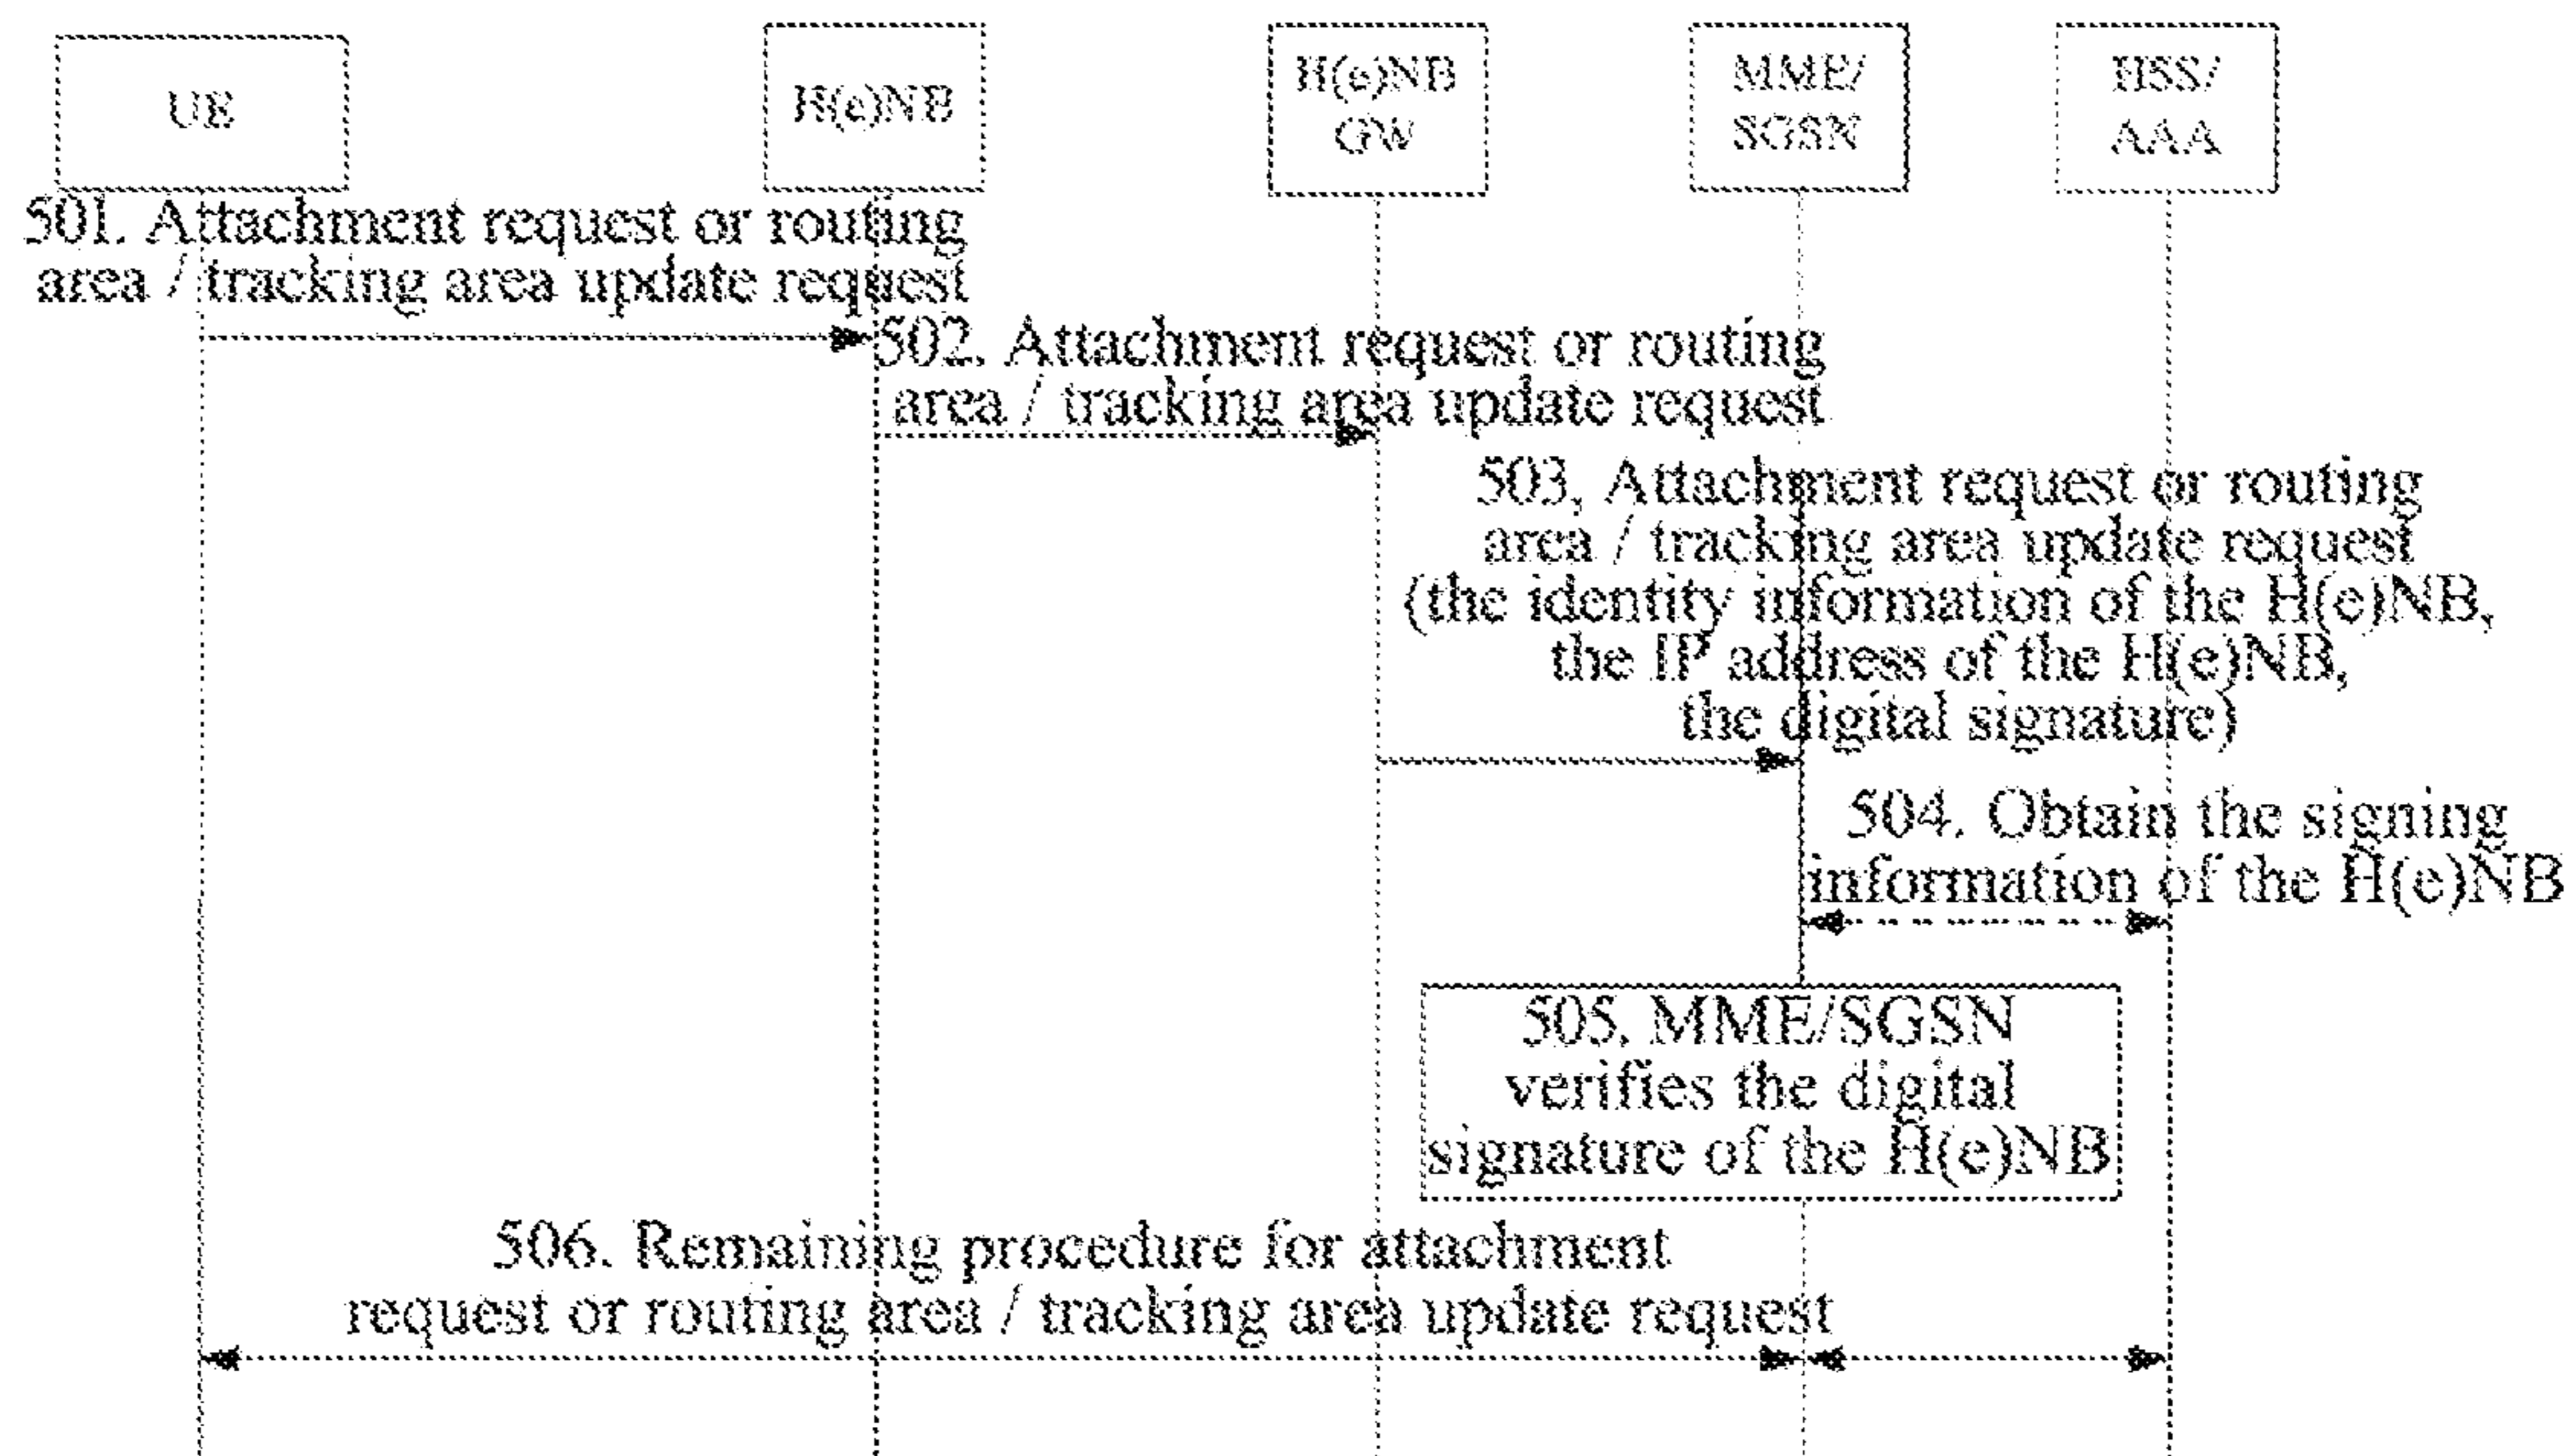 UE
H(e)NB
H(e)NB
GW
MME/
SGSN
HSS/
AAA
501. Attachment request or routing
area / tracking area update request
502. Attachment request or routing
area / tracking area update request
503, Attachment request or routing
area / tracking area update request
(the identity information of the H(e)NB,
the IP address of the H(e)NB,
the digital signature)
504. Obtain the signing
information of the H(e)NB
505. MME/SGSN
verifies the digital
signature of the H(e)NB
506. Remaining procedure for attachment
request or routing area / tracking area update request